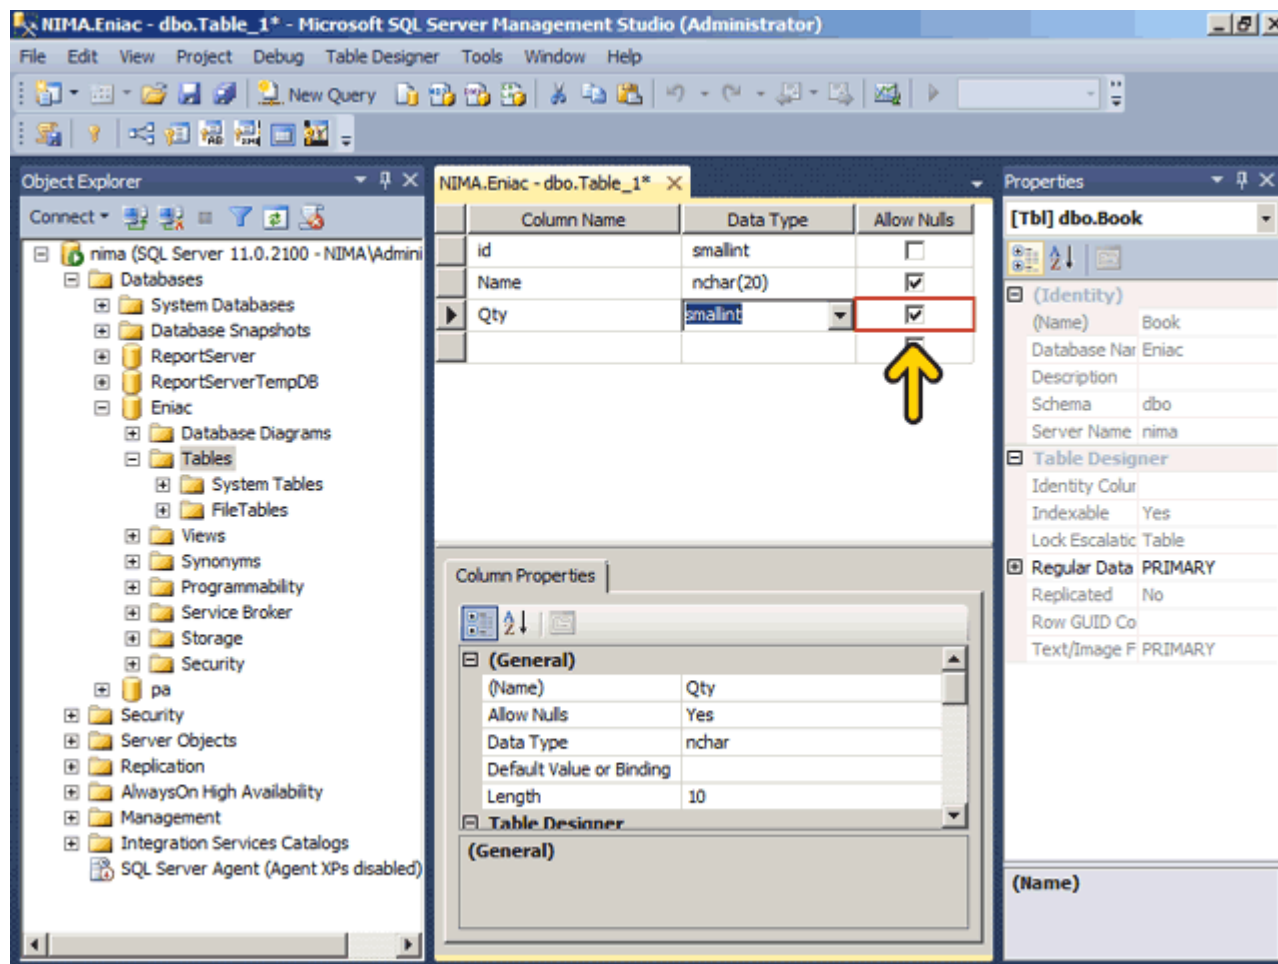 NIMA.Eniac - dbo.Table_1* - Microsoft SQL Server Management Studio (Administrator)
File Edit View Project Debug Table Designer Tools Window Help
New Query
Object Explorer
Connect
nima (SQL Server 11.0.2100 - NIMA\Admini
Databases
System Databases
Database Snapshots
ReportServer
ReportServerTempDB
Eniac
Database Diagrams
Tables
System Tables
FileTables
Views
Synonyms
Programmability
Service Broker
Storage
Security
pa
Security
Server Objects
Replication
AlwaysOn High Availability
Management
Integration Services Catalogs
SQL Server Agent (Agent XPs disabled)
NIMA.Eniac - dbo.Table_1*
Column Name Data Type Allow Nulls
id smallint
Name nchar(20)
Qty smallint
Column Properties
(General)
(Name) Qty
Allow Nulls Yes
Data Type nchar
Default Value or Binding
Length 10
Table Designer
(General)
Properties
[Tbl] dbo.Book
(Identity)
(Name) Book
Database Nar Eniac
Description
Schema dbo
Server Name nima
Table Designer
Identity Colur
Indexable Yes
Lock Escalatic Table
Regular Data PRIMARY
Replicated No
Row GUID Co
Text/Image F PRIMARY
(Name)